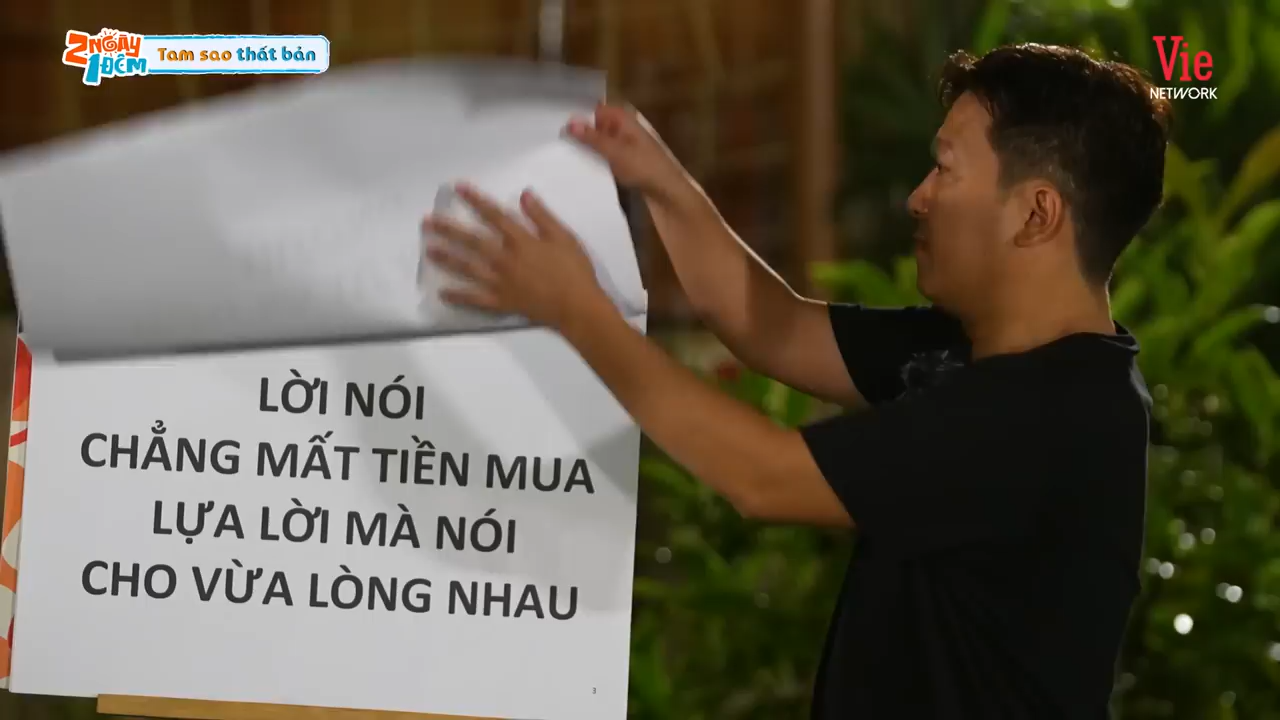 2 NGÀY 1 ĐÊM
Tam sao thất bản
Vie
NETWORK
LỜI NÓI
CHẲNG MẤT TIỀN MUA
LỰA LỜI MÀ NÓI
CHO VỪA LÒNG NHAU
3